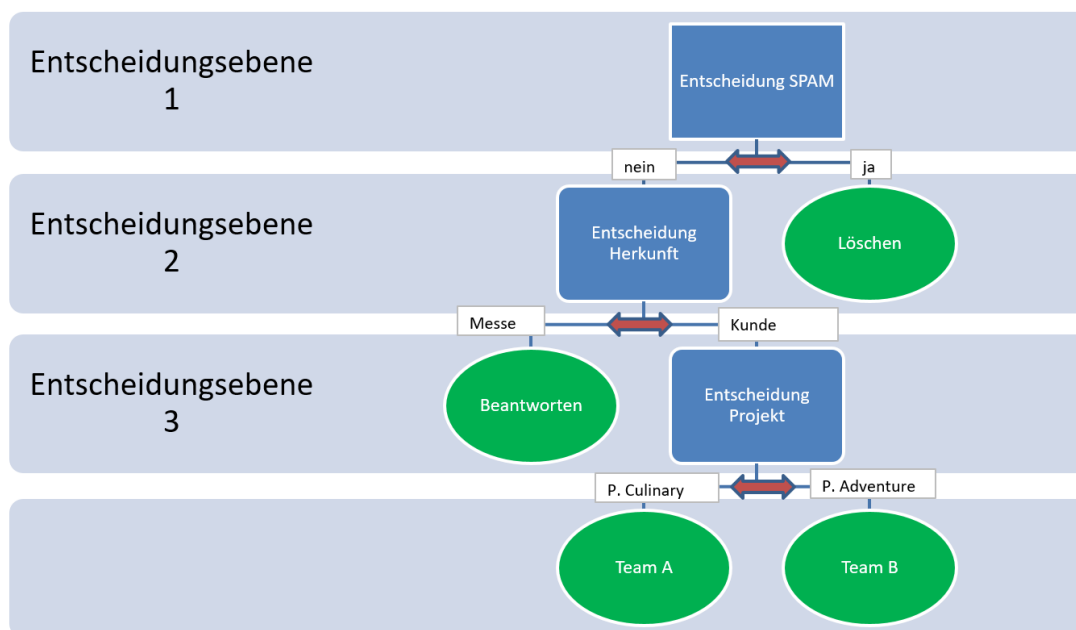 Entscheidungsebene
1
Entscheidung SPAM
nein
ja
Entscheidungsebene
2
Entscheidung
Herkunft
Löschen
Messe
Kunde
Entscheidungsebene
3
Beantworten
Entscheidung
Projekt
P. Culinary
P. Adventure
Team A
Team B